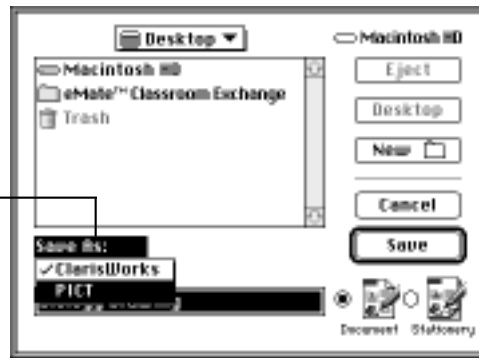 Desktop
Macintosh HD
Macintosh HD
eMate™ Classroom Exchange
Trash
Eject
Desktop
New
Cancel
Save
Save As:
✓ClarisWorks
PICT
Document
Stationery